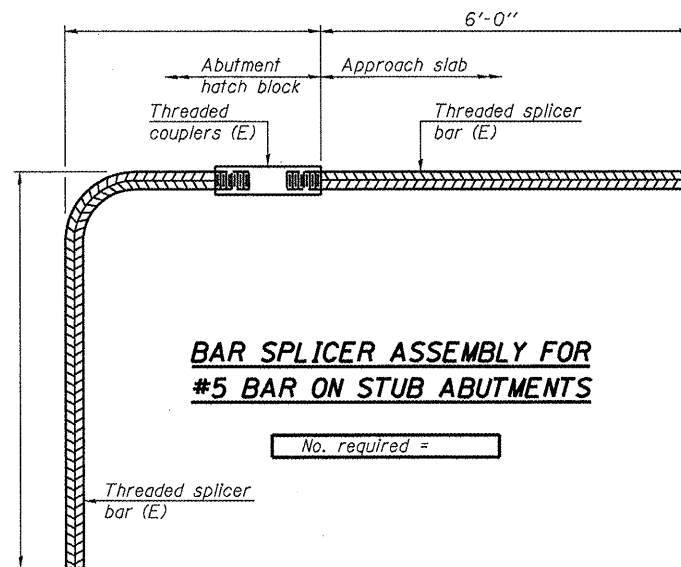 6'-0"
Abutment
hatch block
Approach slab
Threaded
couplers (E)
Threaded splicer
bar (E)
BAR SPLICER ASSEMBLY FOR
#5 BAR ON STUB ABUTMENTS
No. required =
Threaded splicer
bar (E)